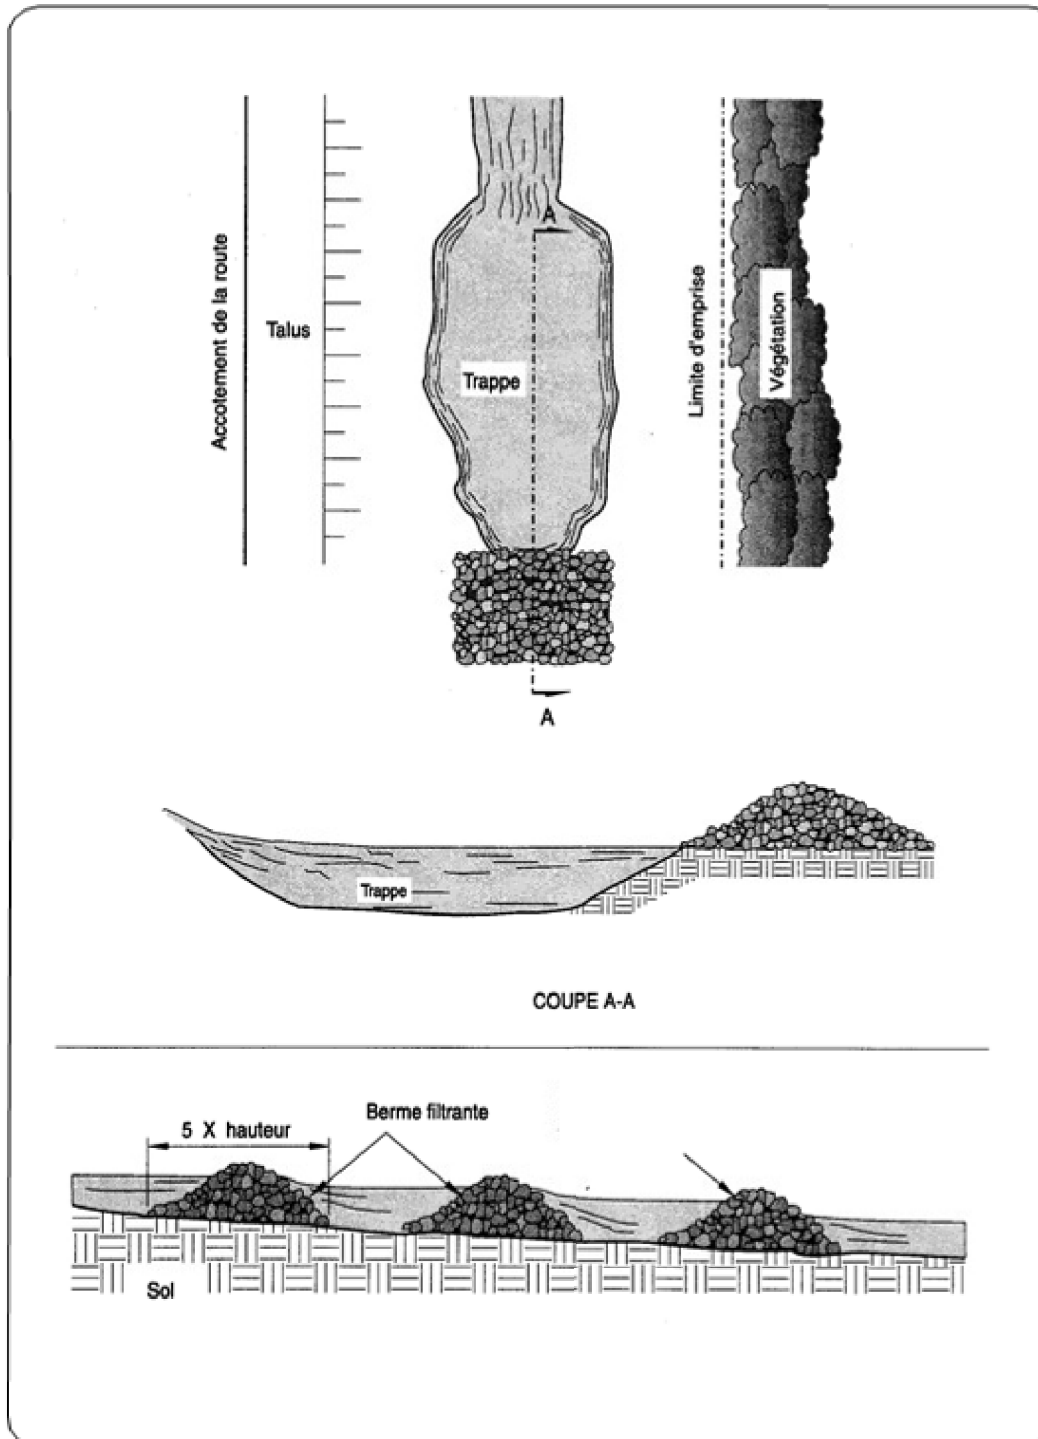 A
Accotement de la route
Talus
Trappe
Limite d'emprise
Végétation
A
Trappe
COUPE A-A
Berme filtrante
5 X hauteur
Sol